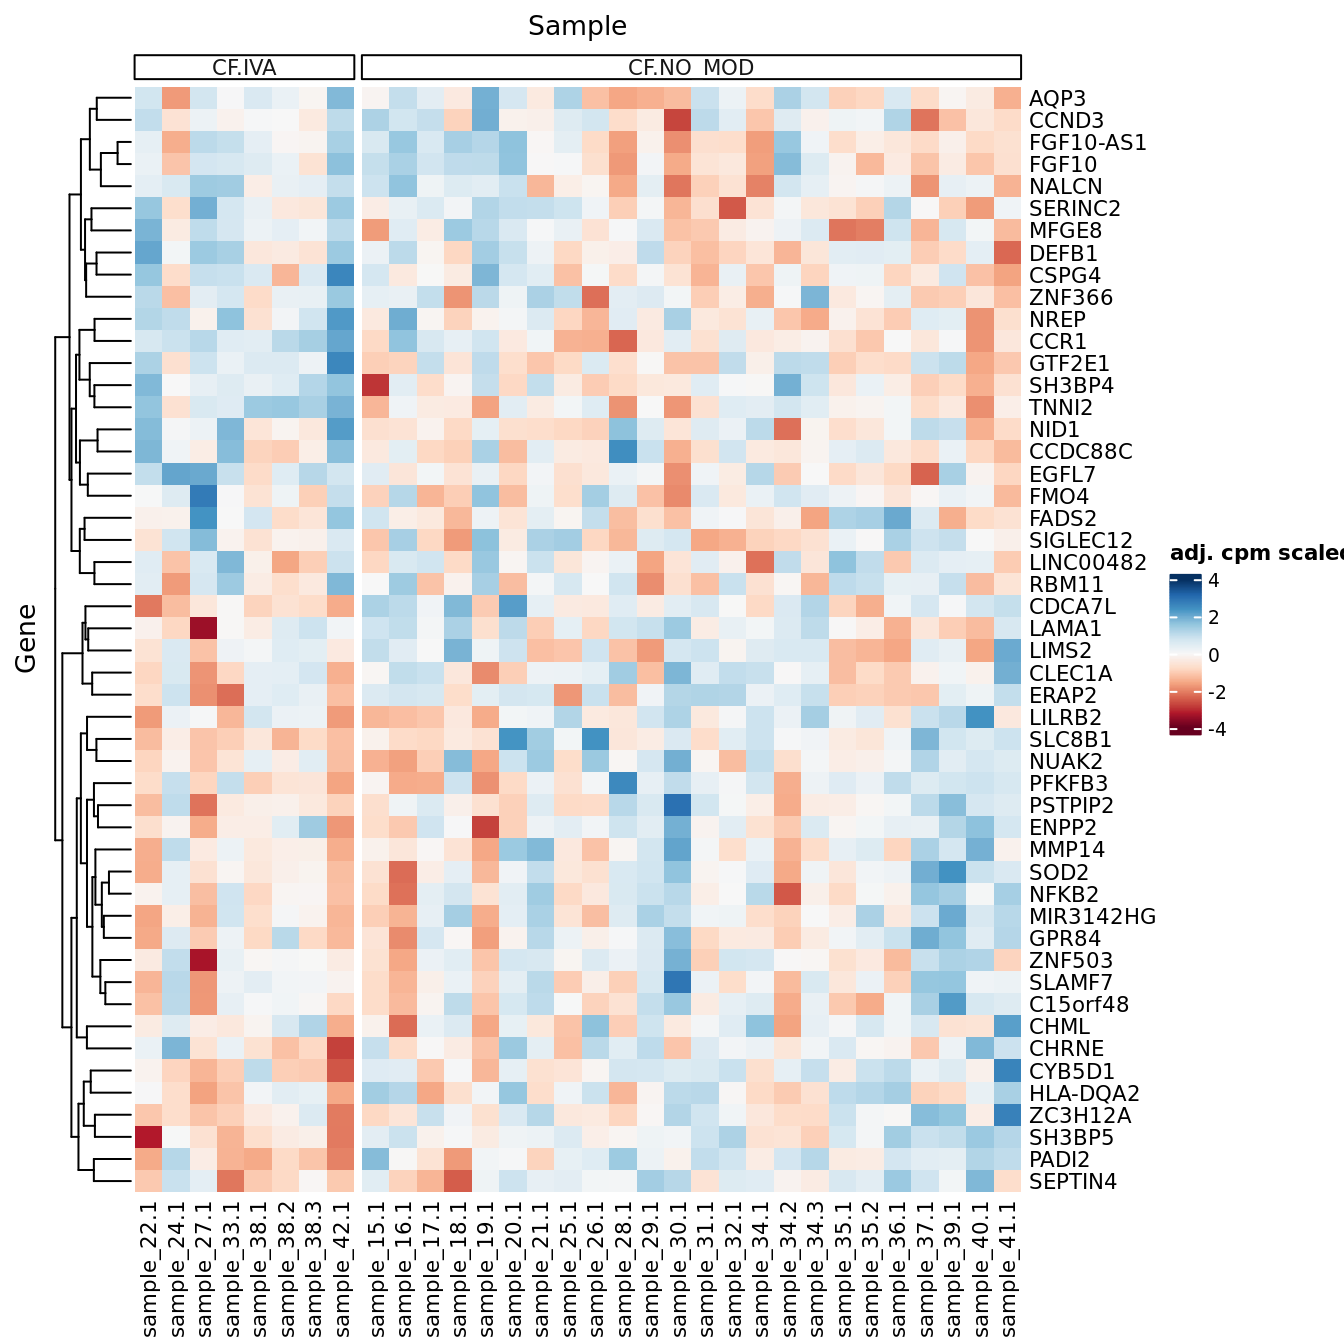 Sample
CF.IVA
CF.NO_MOD
AQP3
CCND3
FGF10-AS1
FGF10
NALCN
SERINC2
MFGE8
DEFB1
CSPG4
ZNF366
NREP
CCR1
GTF2E1
SH3BP4
TNNI2
NID1
CCDC88C
EGFL7
FMO4
FADS2
SIGLEC12
LINC00482
RBM11
CDCA7L
LAMA1
LIMS2
CLEC1A
ERAP2
LILRB2
SLC8B1
NUAK2
PFKFB3
PSTPIP2
ENPP2
MMP14
SOD2
NFKB2
MIR3142HG
GPR84
ZNF503
SLAMF7
C15orf48
CHML
CHRNE
CYB5D1
HLA-DQA2
ZC3H12A
SH3BP5
PADI2
SEPTIN4
Gene
adj. cpm scaled
4
2
0
-2
-4
sample_22.1
sample_24.1
sample_27.1
sample_33.1
sample_38.1
sample_38.2
sample_38.3
sample_42.1
sample_15.1
sample_16.1
sample_17.1
sample_18.1
sample_19.1
sample_20.1
sample_21.1
sample_25.1
sample_26.1
sample_28.1
sample_29.1
sample_30.1
sample_31.1
sample_32.1
sample_34.1
sample_34.2
sample_34.3
sample_35.1
sample_35.2
sample_36.1
sample_37.1
sample_39.1
sample_40.1
sample_41.1